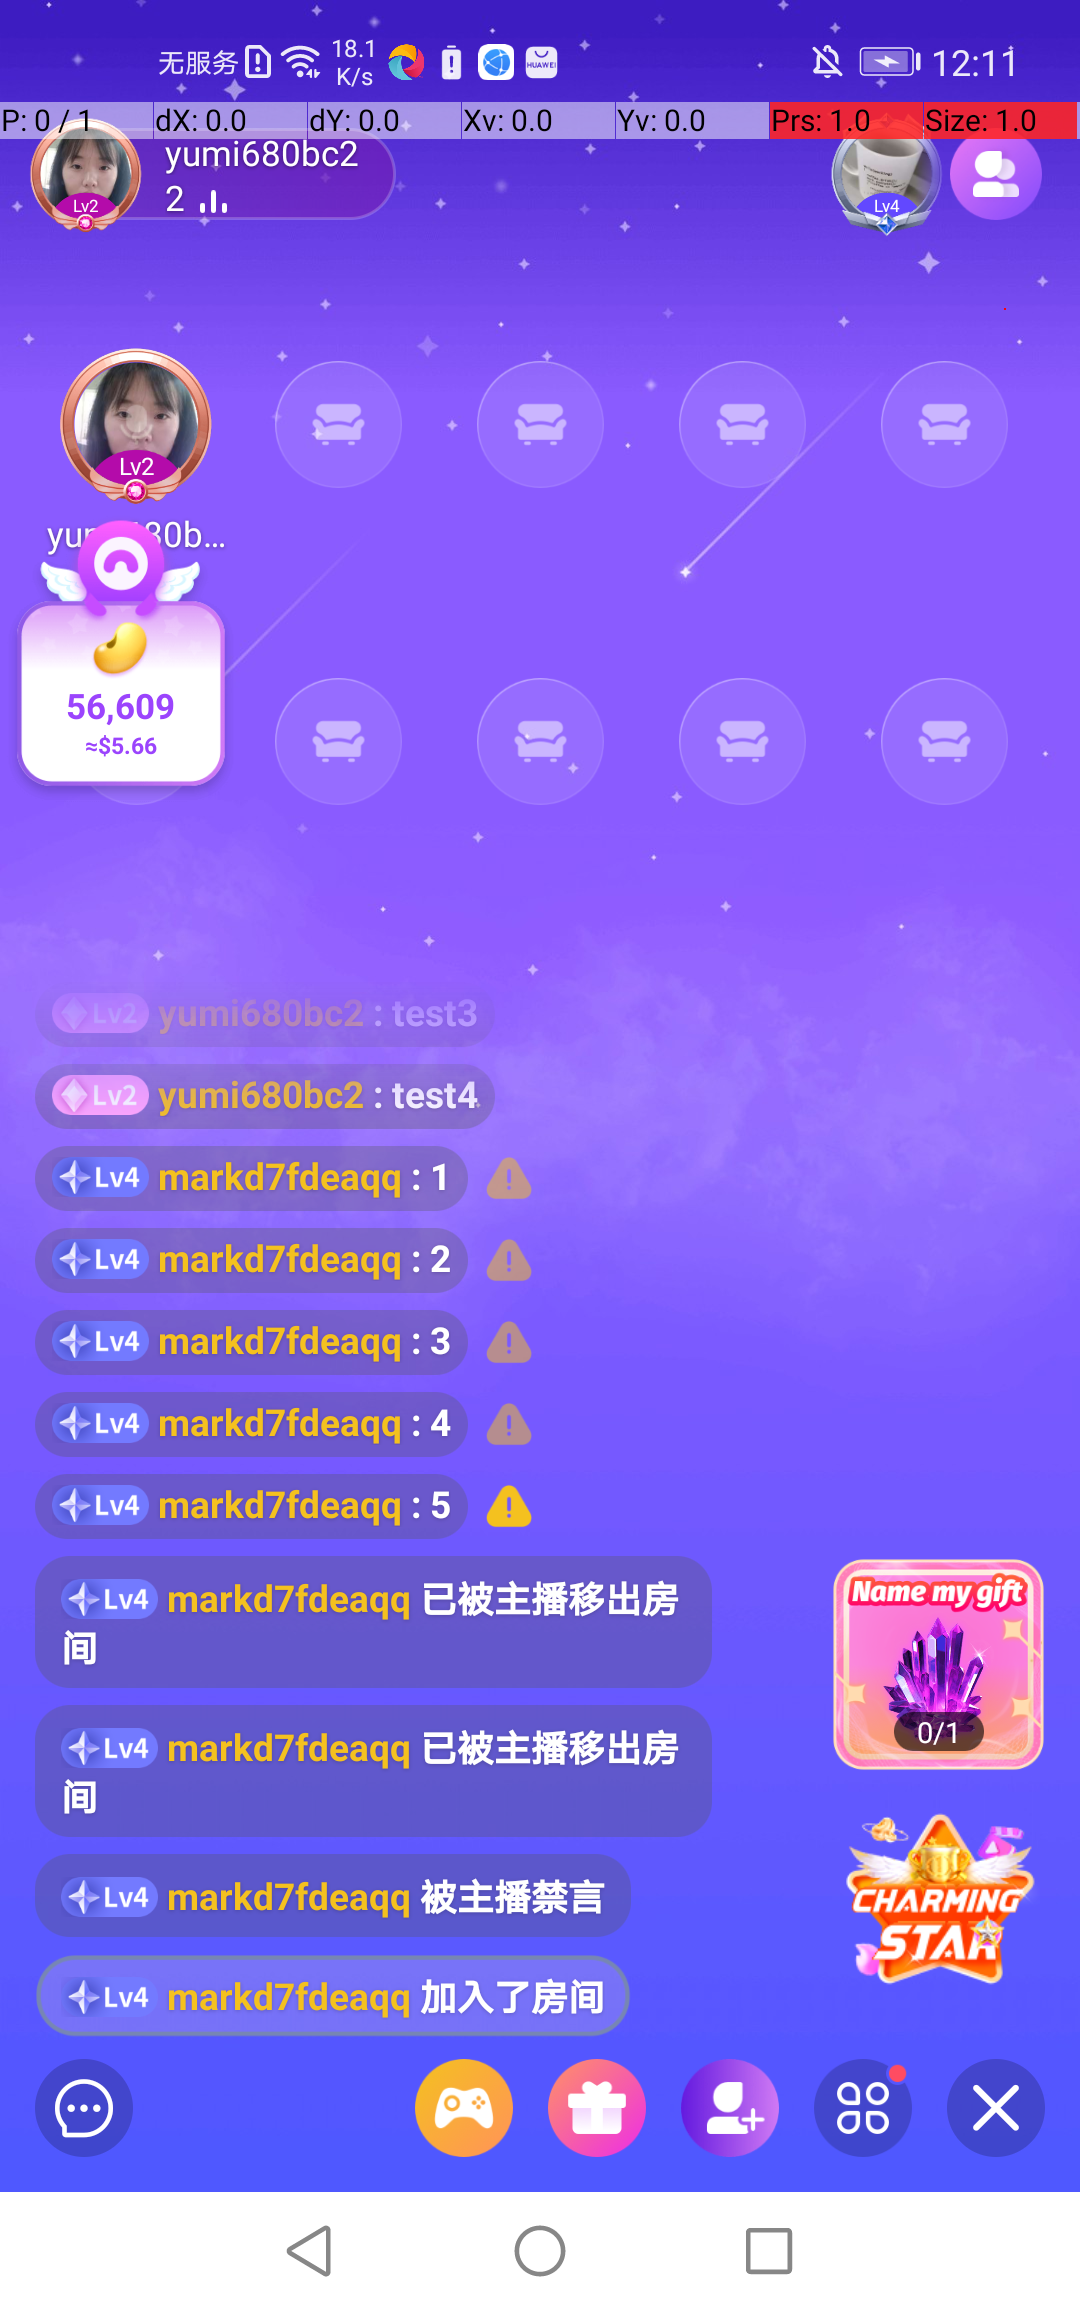 无服务
18.1
K/s
HUAWEI
12:11
P: 0 / 1
dX: 0.0
dY: 0.0
Xv: 0.0
Yv: 0.0
Prs: 1.0
Size: 1.0
yumi680bc2
2
Lv2
Lv4
Lv2
56,609
≈$5.66
Lv2 yumi680bc2 : test3
Lv2 yumi680bc2 : test4
Lv4 markd7fdeaqq : 1
Lv4 markd7fdeaqq : 2
Lv4 markd7fdeaqq : 3
Lv4 markd7fdeaqq : 4
Lv4 markd7fdeaqq : 5
Lv4 markd7fdeaqq 已被主播移出房
间
Lv4 markd7fdeaqq 已被主播移出房
间
Lv4 markd7fdeaqq 被主播禁言
Lv4 markd7fdeaqq 加入了房间
Name my gift
0/1
CHARMING
STAR